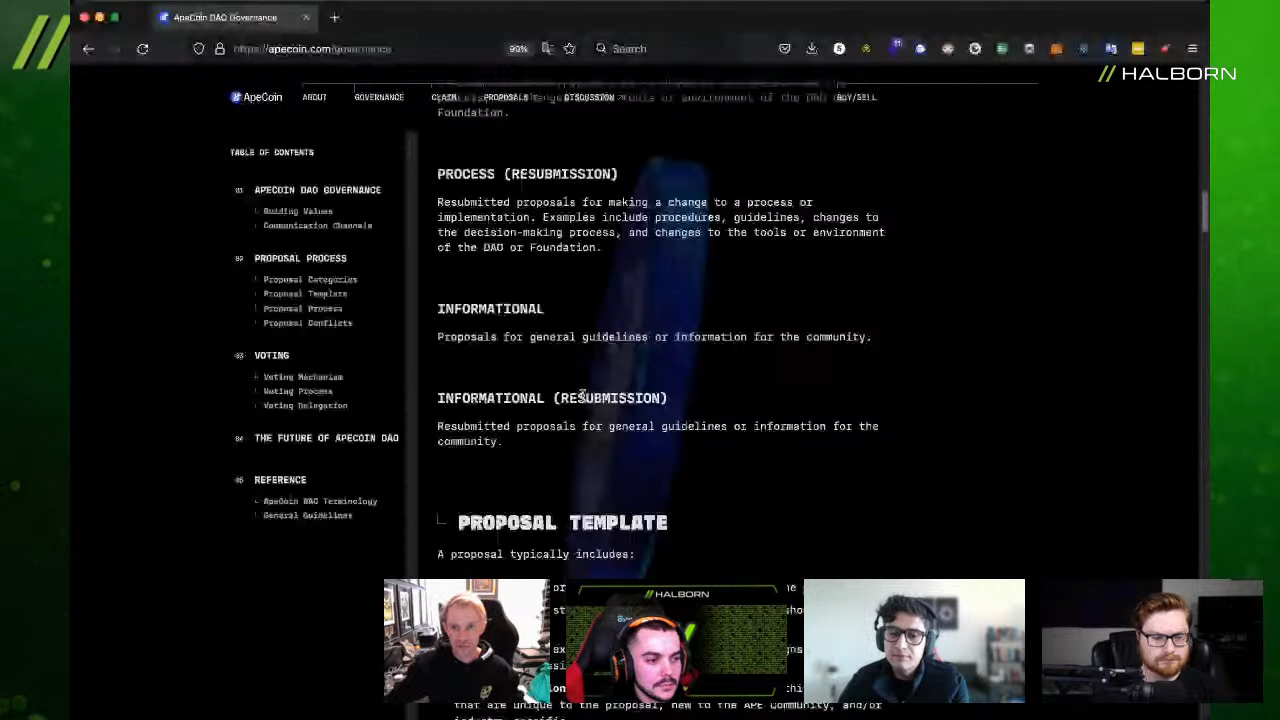 ApeCoin DAO Governance
https://apecoin.com/governance
90%
Search
HALBORN
ApeCoin
ABOUT
GOVERNANCE
CLAIM
PROPOSALS
DISCUSSION
BUY/SELL
Foundation.
TABLE OF CONTENTS
01 APECOIN DAO GOVERNANCE
Guiding Values
Communication Channels
02 PROPOSAL PROCESS
Proposal Categories
Proposal Template
Proposal Process
Proposal Conflicts
03 VOTING
Voting Mechanism
Voting Process
Voting Delegation
04 THE FUTURE OF APECOIN DAO
05 REFERENCE
ApeCoin DAO Terminology
General Guidelines
PROCESS (RESUBMISSION)
Resubmitted proposals for making a change to a process or
implementation. Examples include procedures, guidelines, changes to
the decision-making process, and changes to the tools or environment
of the DAO or Foundation.
INFORMATIONAL
Proposals for general guidelines or information for the community.
INFORMATIONAL (RESUBMISSION)
Resubmitted proposals for general guidelines or information for the
community.
PROPOSAL TEMPLATE
A proposal typically includes:
HALBORN
that are unique to the proposal, new to the APE Community, and/or